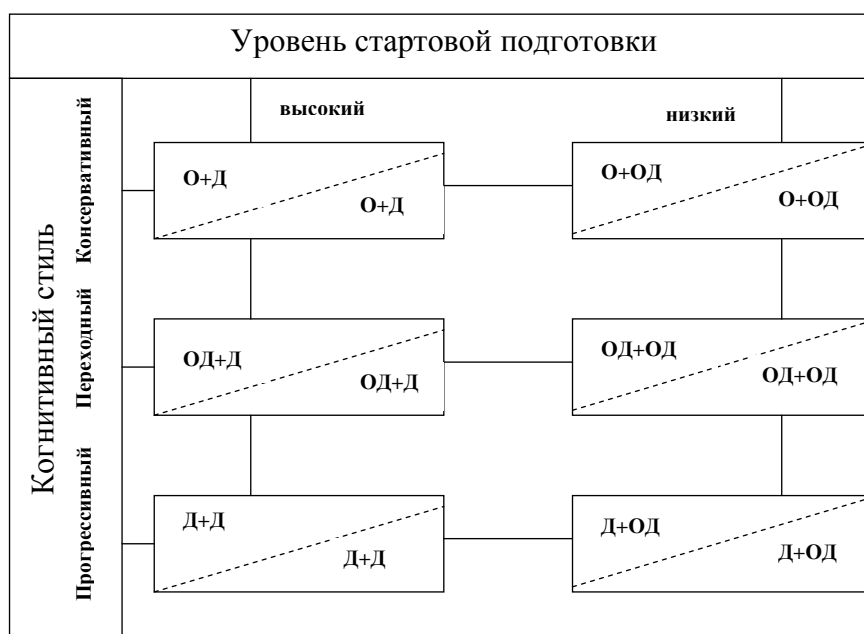 Уровень стартовой подготовки
Когнитивный стиль
высокий
низкий
Консервативный
О+Д
О+Д
О+ОД
О+ОД
Переходный
ОД+Д
ОД+Д
ОД+ОД
ОД+ОД
Прогрессивный
Д+Д
Д+Д
Д+ОД
Д+ОД